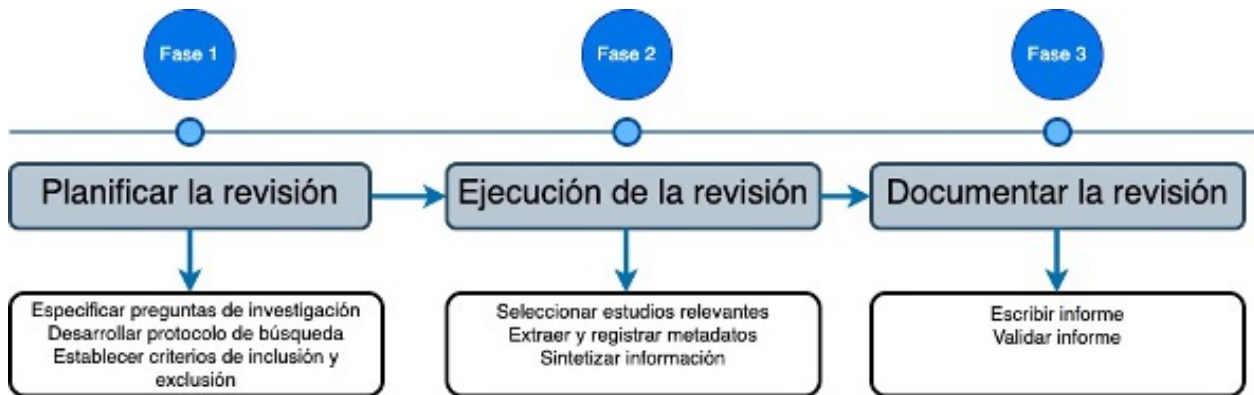 Fase 1
Fase 2
Fase 3
Planificar la revisión
Ejecución de la revisión
Documentar la revisión
Especificar preguntas de investigación
Desarrollar protocolo de búsqueda
Establecer criterios de inclusión y
exclusión
Seleccionar estudios relevantes
Extraer y registrar metadatos
Sintetizar información
Escribir informe
Validar informe